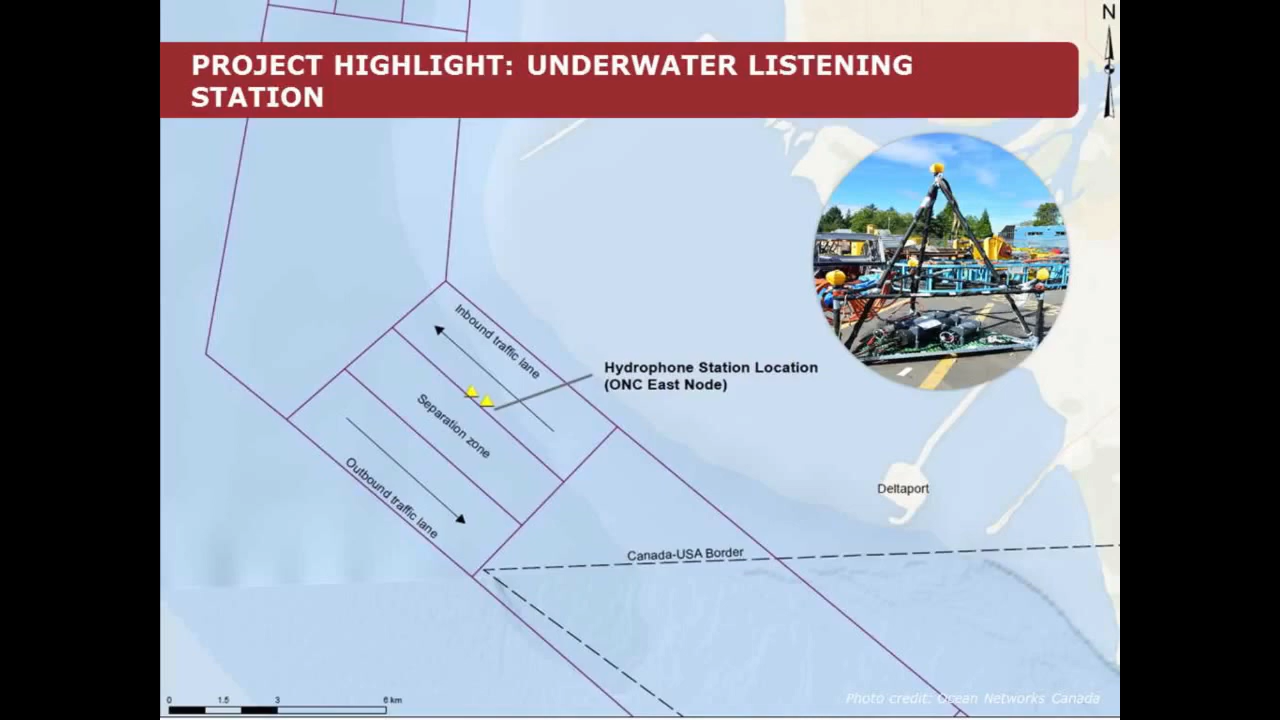 N
PROJECT HIGHLIGHT: UNDERWATER LISTENING
STATION
Inbound traffic lane
Hydrophone Station Location
(ONC East Node)
Separation zone
Outbound traffic lane
Deltaport
Canada-USA Border
0 1.5 3 6 km
Photo credit: Ocean Networks Canada